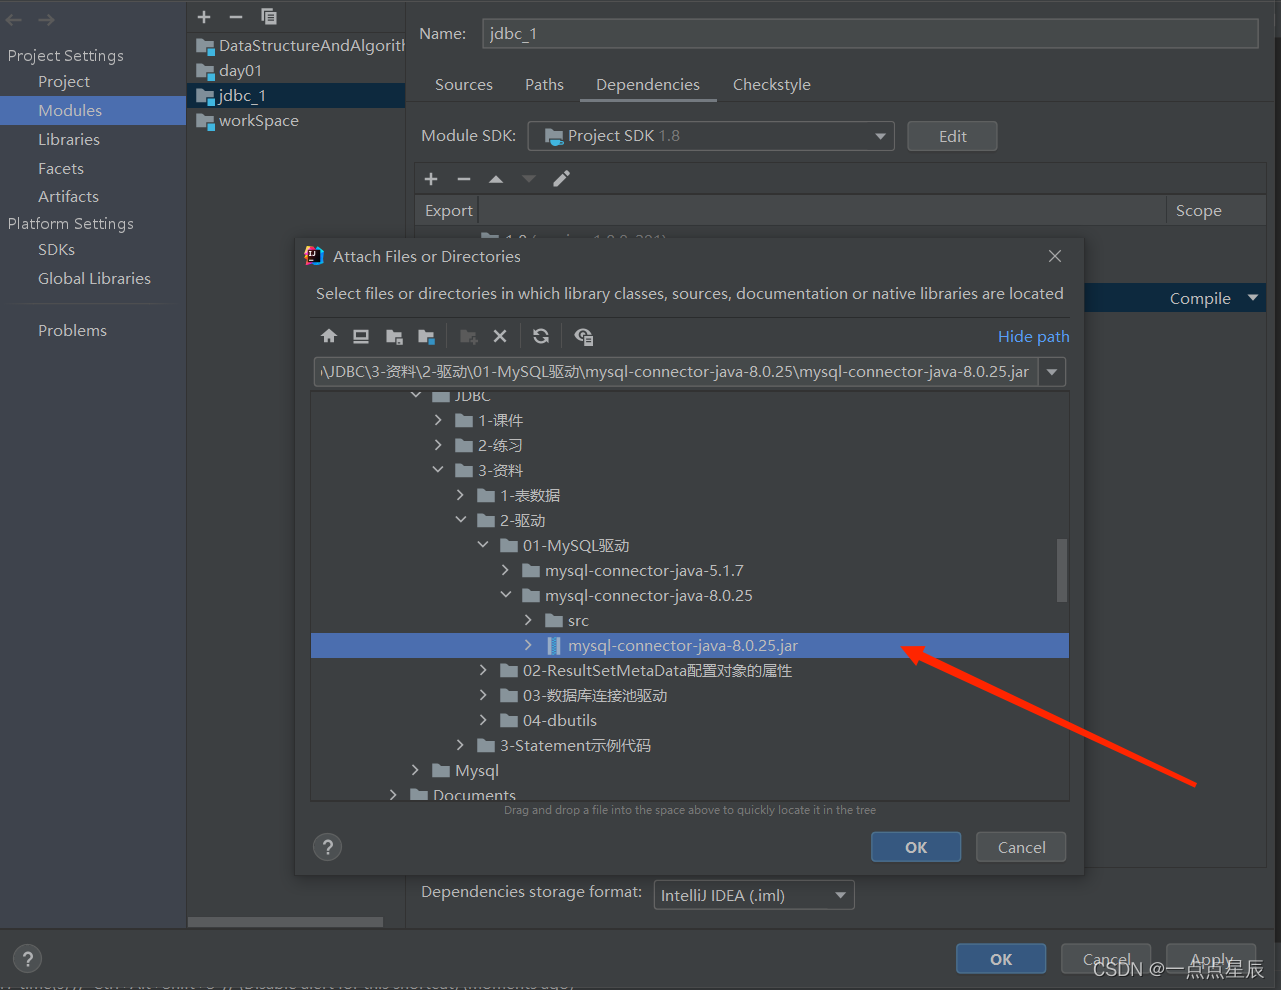 Project Settings
Project
Modules
Libraries
Facets
Artifacts
Platform Settings
SDKs
Global Libraries
Problems
DataStructureAndAlgorith
day01
jdbc_1
workSpace
Name:
jdbc_1
Sources
Paths
Dependencies
Checkstyle
Module SDK:
Project SDK 1.8
Edit
Export
Scope
Compile
Attach Files or Directories
Select files or directories in which library classes, sources, documentation or native libraries are located
Hide path
\JDBC\3-资料\2-驱动\01-MySQL驱动\mysql-connector-java-8.0.25\mysql-connector-java-8.0.25.jar
JDBC
1-课件
2-练习
3-资料
1-表数据
2-驱动
01-MySQL驱动
mysql-connector-java-5.1.7
mysql-connector-java-8.0.25
src
mysql-connector-java-8.0.25.jar
02-ResultSetMetaData配置对象的属性
03-数据库连接池驱动
04-dbutils
3-Statement示例代码
Mysql
Documents
Drag and drop a file into the space above to quickly locate it in the tree
?
OK
Cancel
Dependencies storage format:
IntelliJ IDEA (.iml)
?
OK
Cancel
Apply
CSDN @一点点星辰